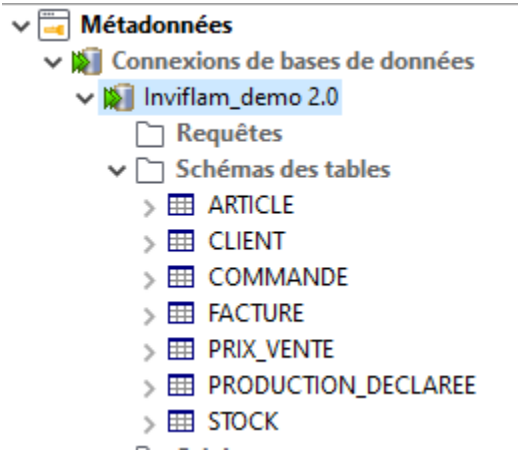 Métadonnées
Connexions de bases de données
Inviflam_demo 2.0
Requêtes
Schémas des tables
ARTICLE
CLIENT
COMMANDE
FACTURE
PRIX_VENTE
PRODUCTION_DECLAREE
STOCK